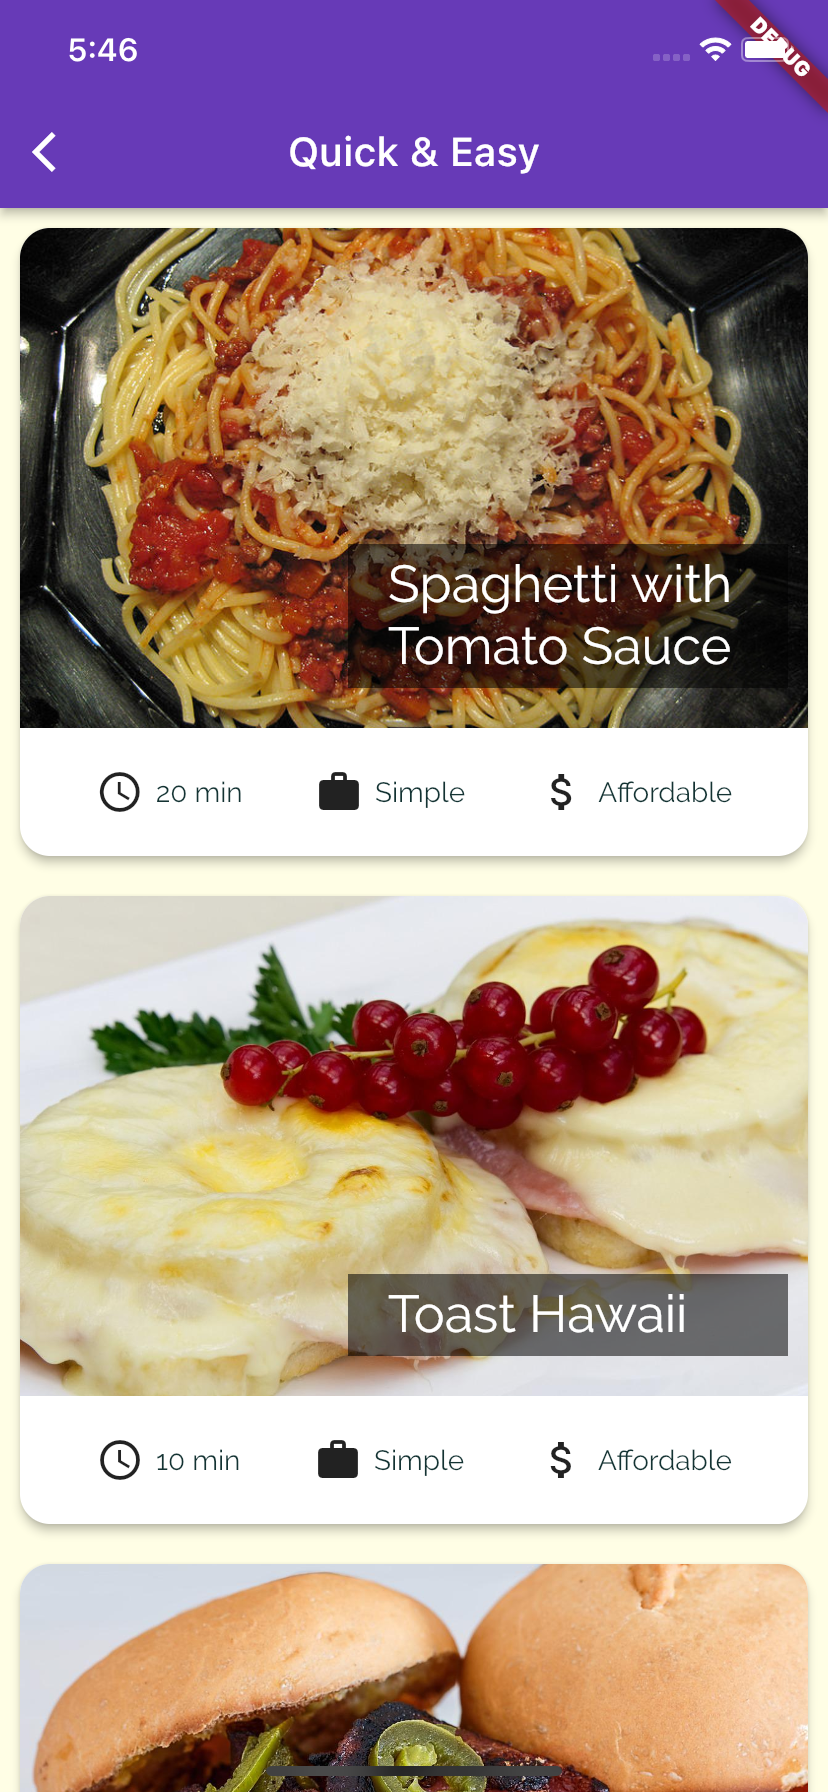 5:46
DEBUG
Quick & Easy
Spaghetti with
Tomato Sauce
20 min Simple $ Affordable
Toast Hawaii
10 min Simple $ Affordable